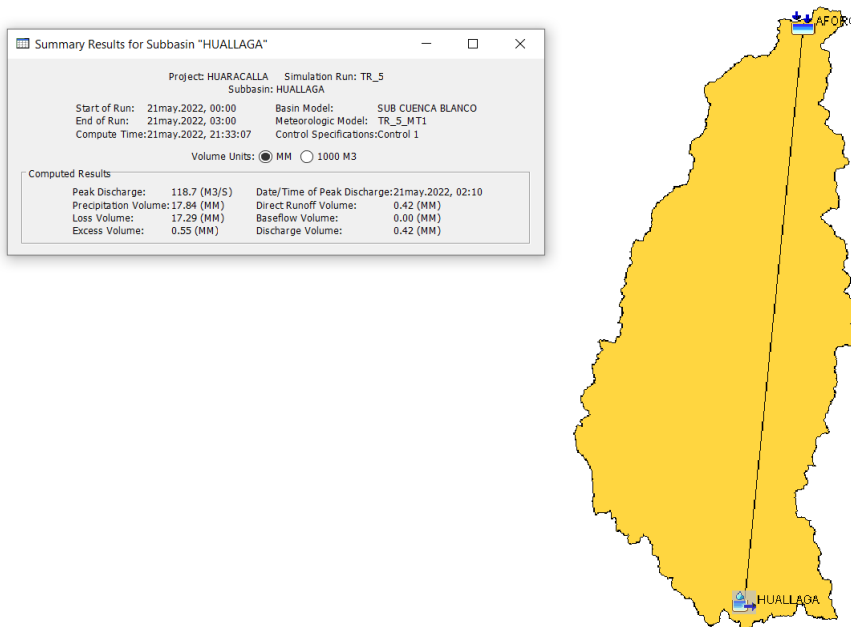 Summary Results for Subbasin "HUALLAGA"
Project: HUARACALLA Simulation Run: TR_5
Subbasin: HUALLAGA
Start of Run: 21may.2022, 00:00 Basin Model: SUB CUENCA BLANCO
End of Run: 21may.2022, 03:00 Meteorologic Model: TR_5_MT1
Compute Time:21may.2022, 21:33:07 Control Specifications:Control 1
Volume Units: MM 1000 M3
Computed Results
Peak Discharge: 118.7 (M3/S) Date/Time of Peak Discharge:21may.2022, 02:10
Precipitation Volume:17.84 (MM) Direct Runoff Volume: 0.42 (MM)
Loss Volume: 17.29 (MM) Baseflow Volume: 0.00 (MM)
Excess Volume: 0.55 (MM) Discharge Volume: 0.42 (MM)
HUALLAGA